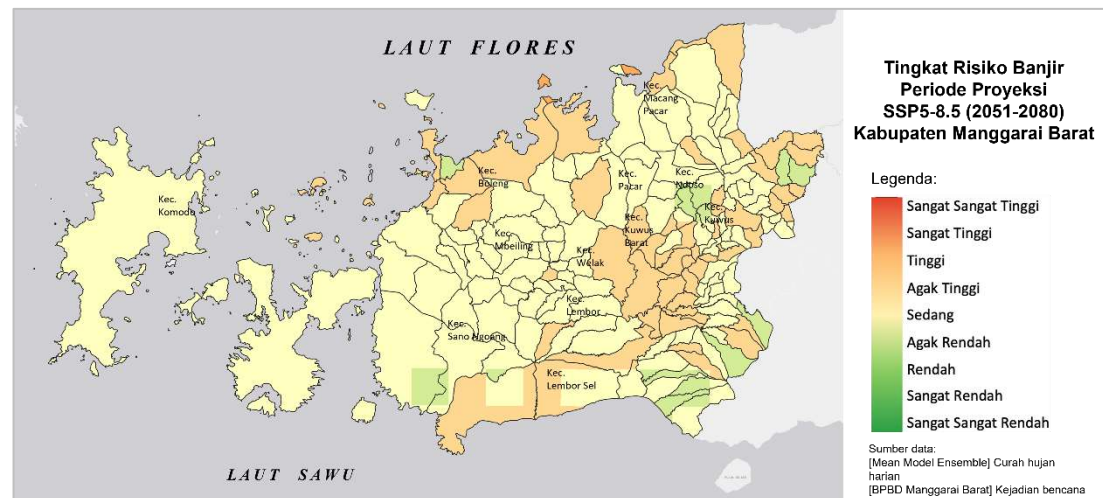 LAUT FLORES
Kec.
Macang
Pacar
Kec.
Boleng
Kec.
Pacar
Kec.
Ndoso
Kec.
Komodo
Kec.
Kuwus
Kec.
Kuwus
Barat
Kec.
Mbeiling
Kec.
Welak
Kec.
Lembor
Kec.
Sano Nggoang
Kec.
Lembor Sel
LAUT SAWU
Tingkat Risiko Banjir
Periode Proyeksi
SSP5-8.5 (2051-2080)
Kabupaten Manggarai Barat
Legenda:
Sangat Sangat Tinggi
Sangat Tinggi
Tinggi
Agak Tinggi
Sedang
Agak Rendah
Rendah
Sangat Rendah
Sangat Sangat Rendah
Sumber data:
[Mean Model Ensemble] Curah hujan
harian
[BPBD Manggarai Barat] Kejadian bencana